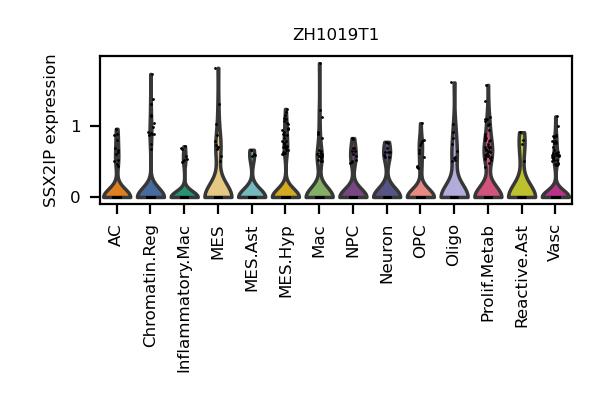 ZH1019T1
SSX2IP expression
1
0
AC
Chromatin.Reg
Inflammatory.Mac
MES
MES.Ast
MES.Hyp
Mac
NPC
Neuron
OPC
Oligo
Prolif.Metab
Reactive.Ast
Vasc